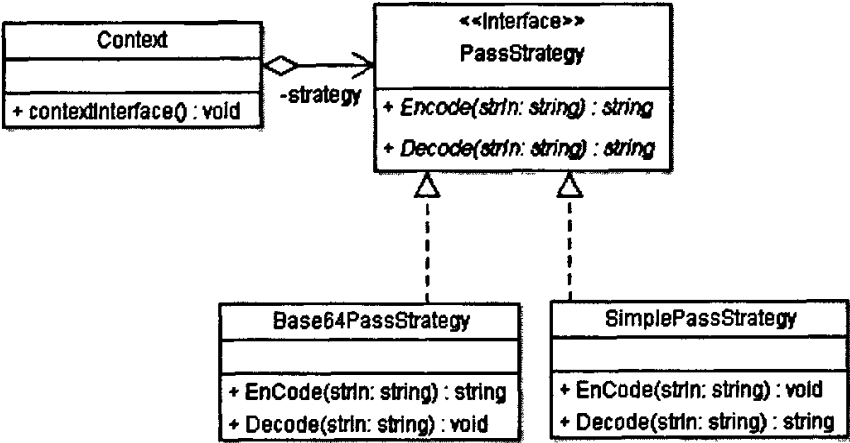 Context
+ contextInterface() : void
-strategy
<<Interface>>
PassStrategy
+ Encode(strIn: string) : string
+ Decode(strIn: string) : string
Base64PassStrategy
+ EnCode(strIn: string) : string
+ Decode(strIn: string) : void
SimplePassStrategy
+ EnCode(strIn: string) : void
+ Decode(strIn: string) : string